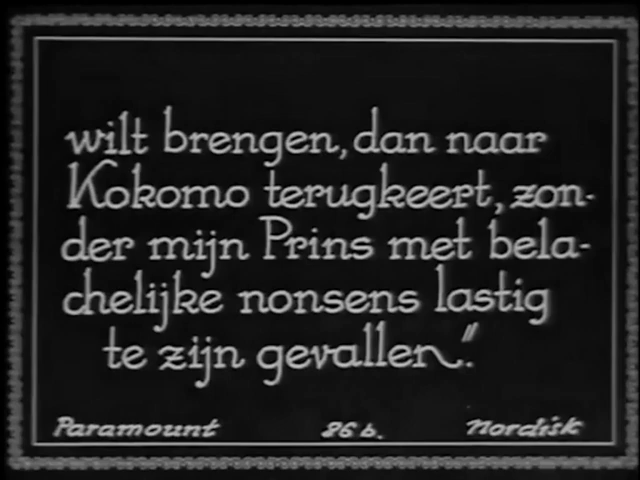 wilt brengen, dan naar
Kokomo terugkeert, zon-
der mijn Prins met bela-
chelijke nonsens lastig
te zijn gevallen."
Paramount 86 b. Nordisk